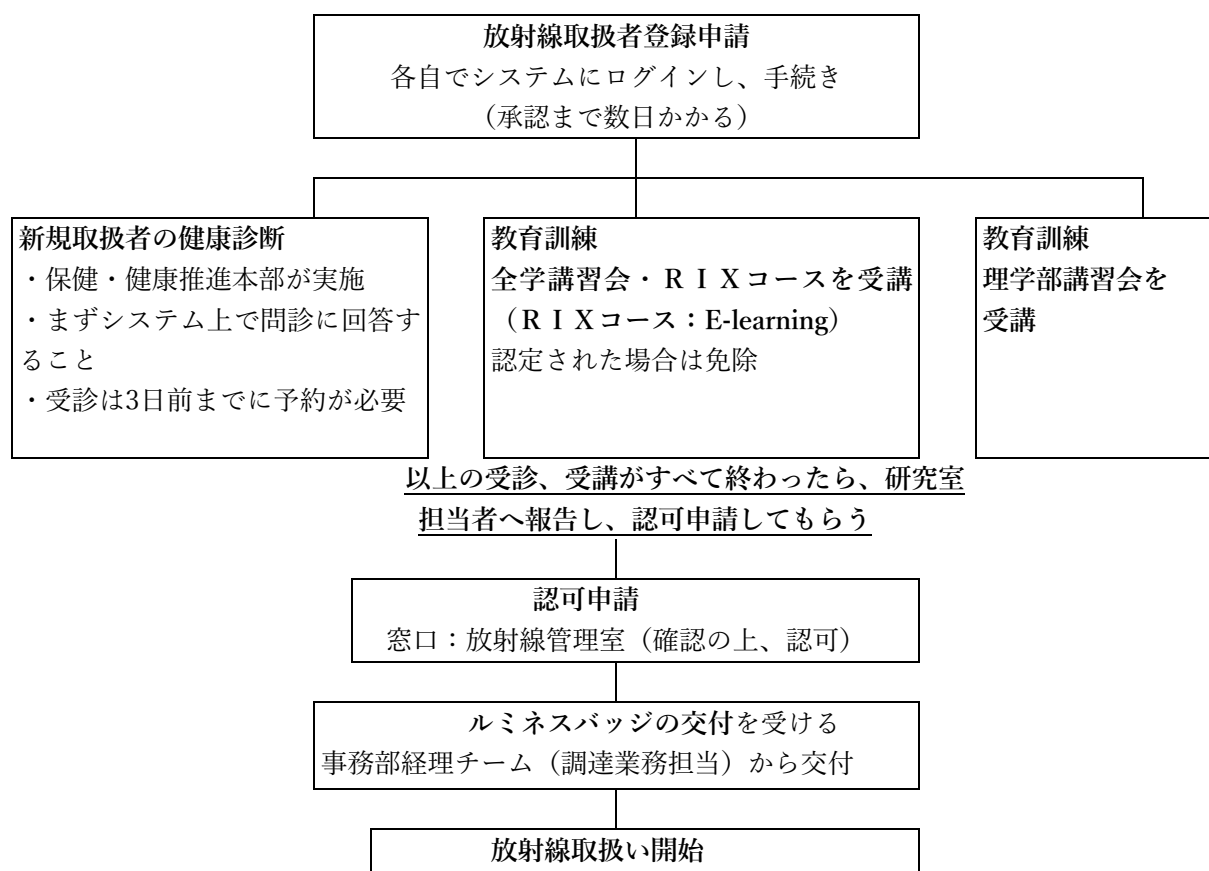 放射線取扱者登録申請
各自でシステムにログインし、手続き
（承認まで数日かかる）
新規取扱者の健康診断
・保健・健康推進本部が実施
・まずシステム上で問診に回答す
ること
・受診は3日前までに予約が必要
教育訓練
全学講習会・ＲＩＸコースを受講
（ＲＩＸコース：E-learning）
認定された場合は免除
教育訓練
理学部講習会を
受講
以上の受診、受講がすべて終わったら、研究室
担当者へ報告し、認可申請してもらう
認可申請
窓口：放射線管理室（確認の上、認可）
ルミネスバッジの交付を受ける
事務部経理チーム（調達業務担当）から交付
放射線取扱い開始